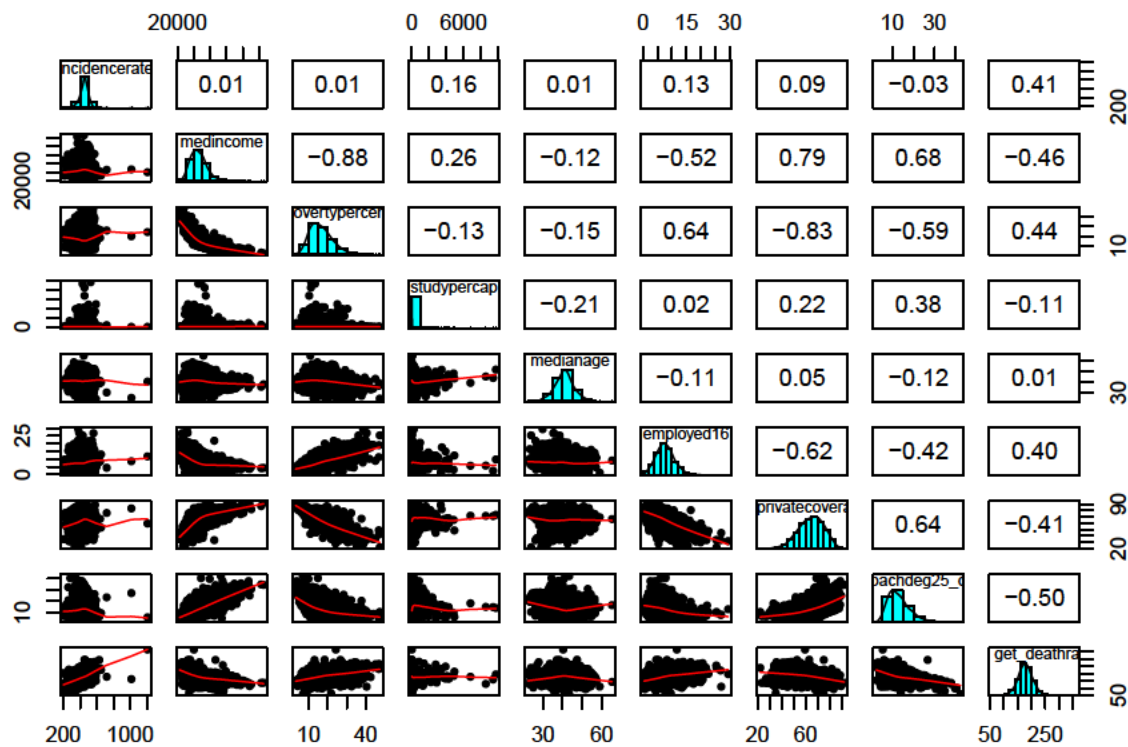 20000 0 6000 0 15 30 10 30
ncidencerate 0.01 0.01 0.16 0.01 0.13 0.09 −0.03 0.41 200
20000 medincome −0.88 0.26 −0.12 −0.52 0.79 0.68 −0.46
overtypercer −0.13 −0.15 0.64 −0.83 −0.59 0.44 10
0 studypercap −0.21 0.02 0.22 0.38 −0.11
medianage −0.11 0.05 −0.12 0.01 30
0 25 employed16 −0.62 −0.42 0.40
privatecovera 0.64 −0.41 20 90
10 bachdeg25_o −0.50
get_deathra 50
200 1000 10 40 30 60 20 60 50 250